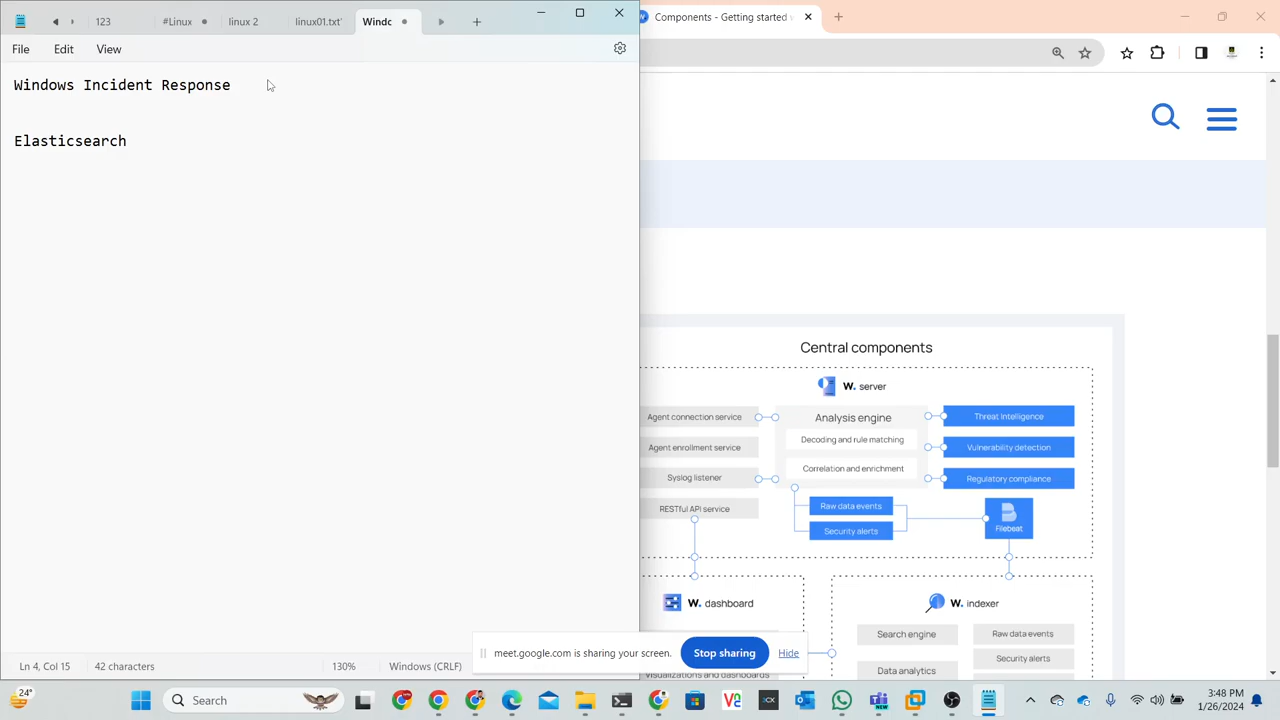 123
#Linux
linux 2
linux01.txt'
Windc
Components - Getting started
File
Edit
View
Windows Incident Response
Elasticsearch
Central components
W. server
Agent connection service
Analysis engine
Threat Intelligence
Decoding and rule matching
Agent enrollment service
Vulnerability detection
Correlation and enrichment
Syslog listener
Regulatory compliance
RESTful API service
Raw data events
Security alerts
Filebeat
W. dashboard
W. indexer
Search engine
Raw data events
Security alerts
Data analytics
Visualizations and dashboards
meet.google.com is sharing your screen.
Stop sharing
Hide
Ln 4, Col 15
42 characters
130%
Windows (CRLF)
24°
Search
NEW
3:48 PM
1/26/2024